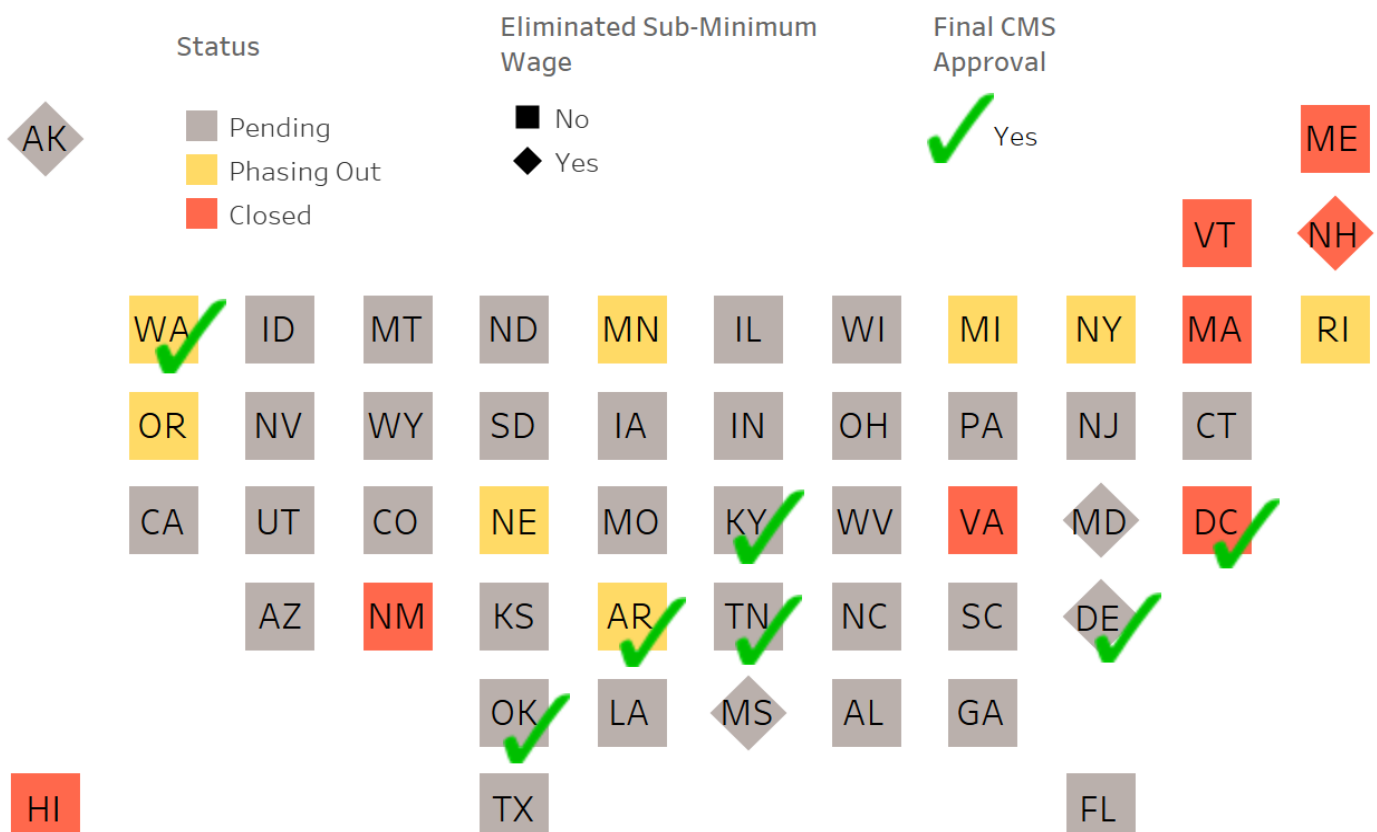 Status
Eliminated Sub-Minimum
Wage
Final CMS
Approval
Pending
Phasing Out
Closed
No
Yes
Yes
AK
ME
VT NH
WA ID MT ND MN IL WI MI NY MA RI
OR NV WY SD IA IN OH PA NJ CT
CA UT CO NE MO KY WV VA MD DC
AZ NM KS AR TN NC SC DE
OK LA MS AL GA
HI TX FL